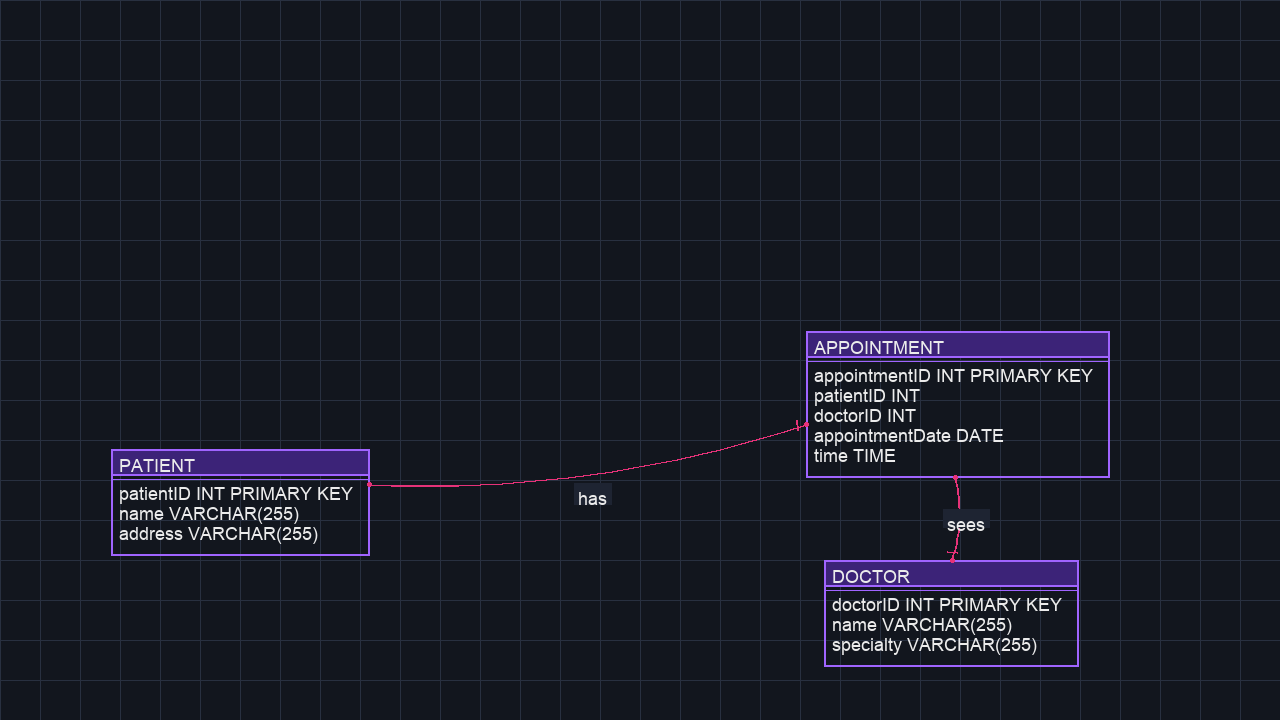 APPOINTMENT
appointmentID INT PRIMARY KEY
patientID INT
doctorID INT
appointmentDate DATE
time TIME
PATIENT
patientID INT PRIMARY KEY
name VARCHAR(255)
address VARCHAR(255)
has
sees
DOCTOR
doctorID INT PRIMARY KEY
name VARCHAR(255)
specialty VARCHAR(255)